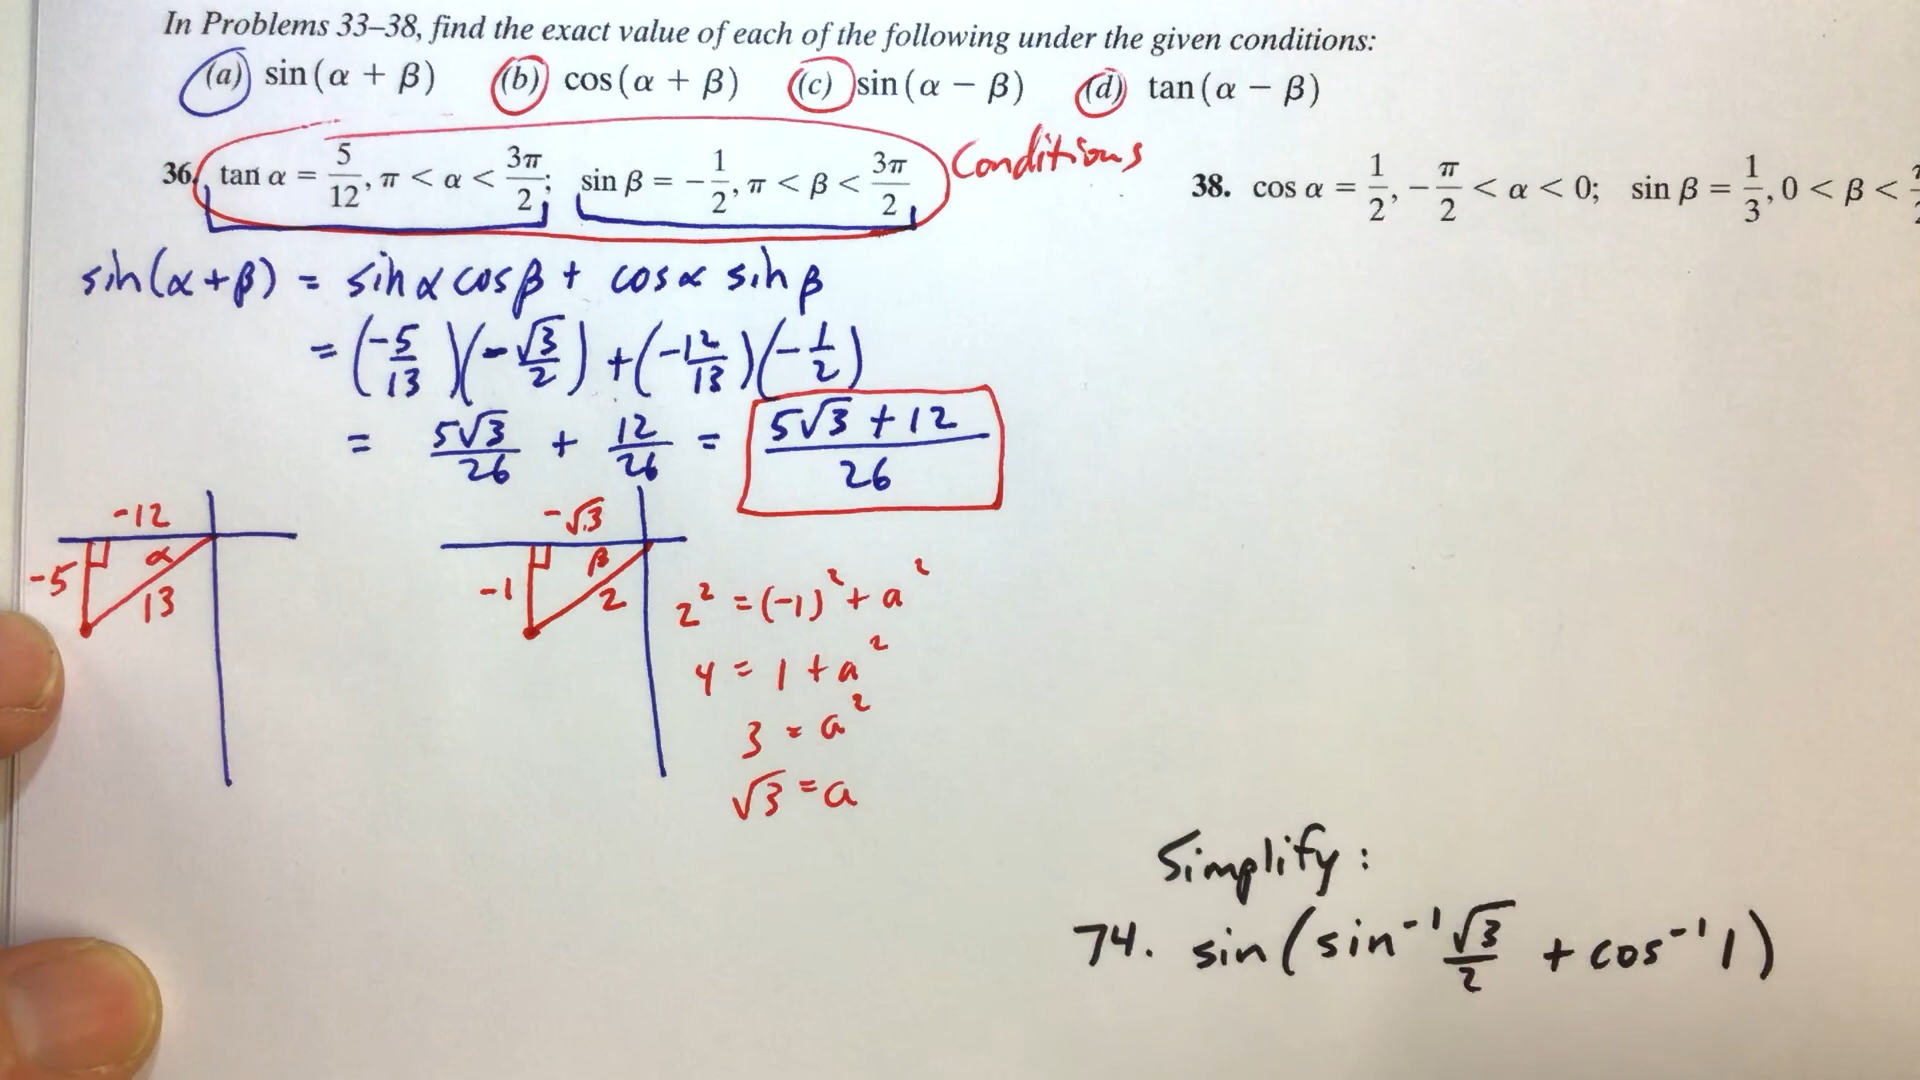 In Problems 33–38, find the exact value of each of the following under the given conditions:
(a) sin(α + β) (b) cos(α + β) (c) sin(α − β) (d) tan(α − β)
36. tan α = 5/12, π < α < 3π/2; sin β = −1/2, π < β < 3π/2
Conditions
38. cos α = 1/2, −π/2 < α < 0; sin β = 1/3, 0 < β <
sin(α+β) = sin α cos β + cos α sin β
= (−5/13)(−√3/2) + (−12/13)(−1/2)
= 5√3/26 + 12/26 = (5√3 + 12)/26
-12
-5
α
13
-√3
-1
β
2
2² = (-1)² + a²
4 = 1 + a²
3 = a²
√3 = a
Simplify:
74. sin(sin⁻¹ √3/2 + cos⁻¹ 1)